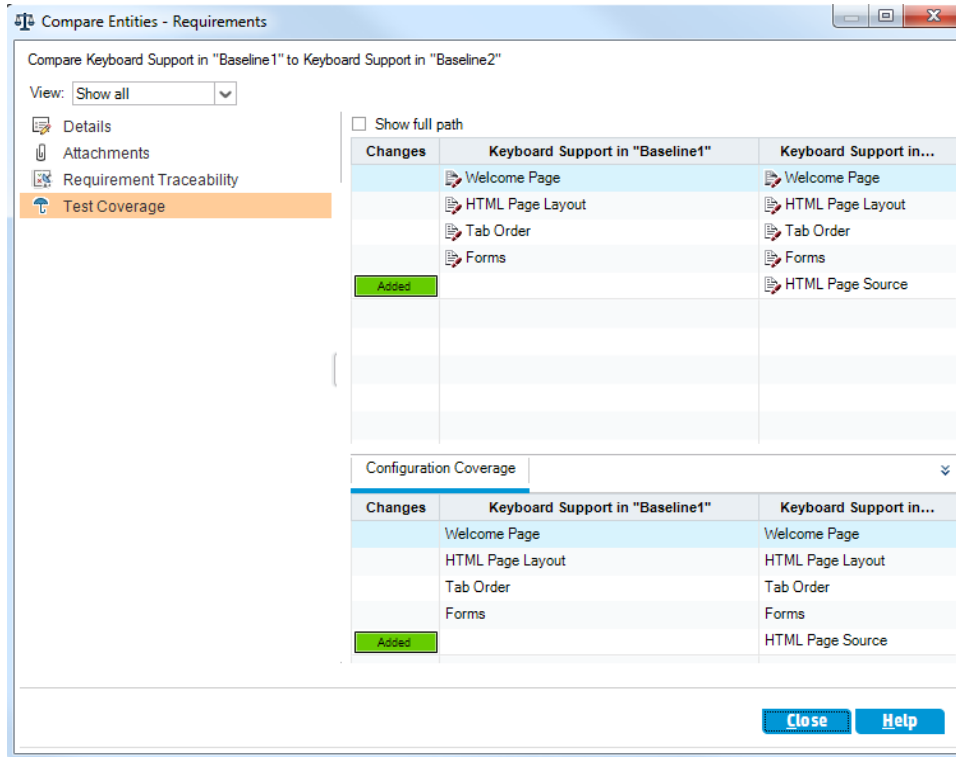 Compare Entities - Requirements
Compare Keyboard Support in "Baseline1" to Keyboard Support in "Baseline2"
View: Show all
Details
Attachments
Requirement Traceability
Test Coverage
Show full path
Changes Keyboard Support in "Baseline1" Keyboard Support in...
Welcome Page Welcome Page
HTML Page Layout HTML Page Layout
Tab Order Tab Order
Forms Forms
Added HTML Page Source
Configuration Coverage
Changes Keyboard Support in "Baseline1" Keyboard Support in...
Welcome Page Welcome Page
HTML Page Layout HTML Page Layout
Tab Order Tab Order
Forms Forms
Added HTML Page Source
Close Help